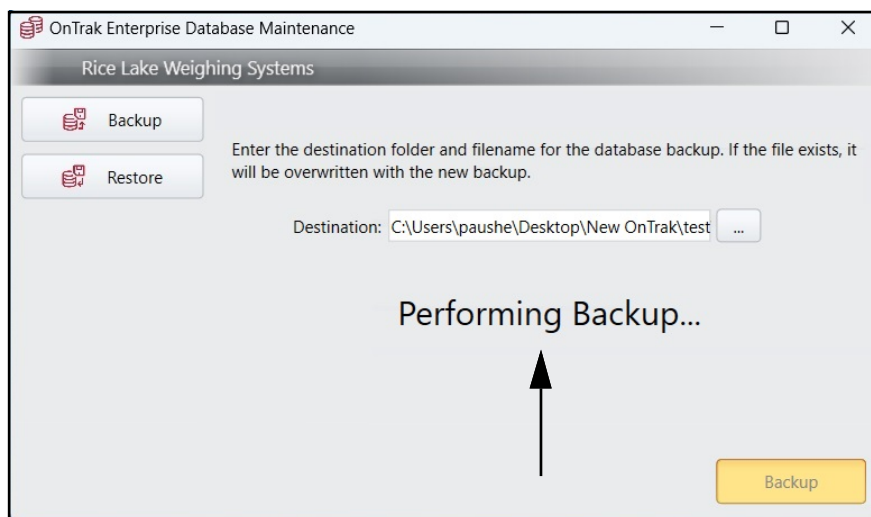 OnTrak Enterprise Database Maintenance
Rice Lake Weighing Systems
Backup
Restore
Enter the destination folder and filename for the database backup. If the file exists, it
will be overwritten with the new backup.
Destination: C:\Users\paushe\Desktop\New OnTrak\test ...
Performing Backup...
Backup